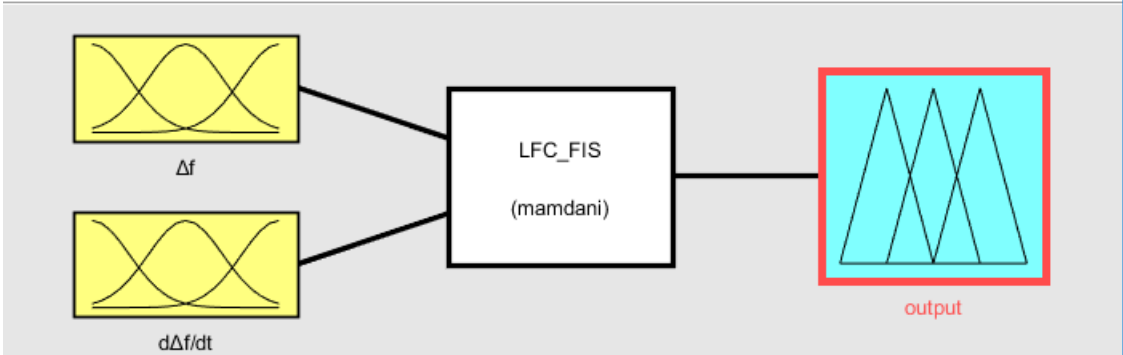 Δf
LFC_FIS
(mamdani)
output
dΔf/dt